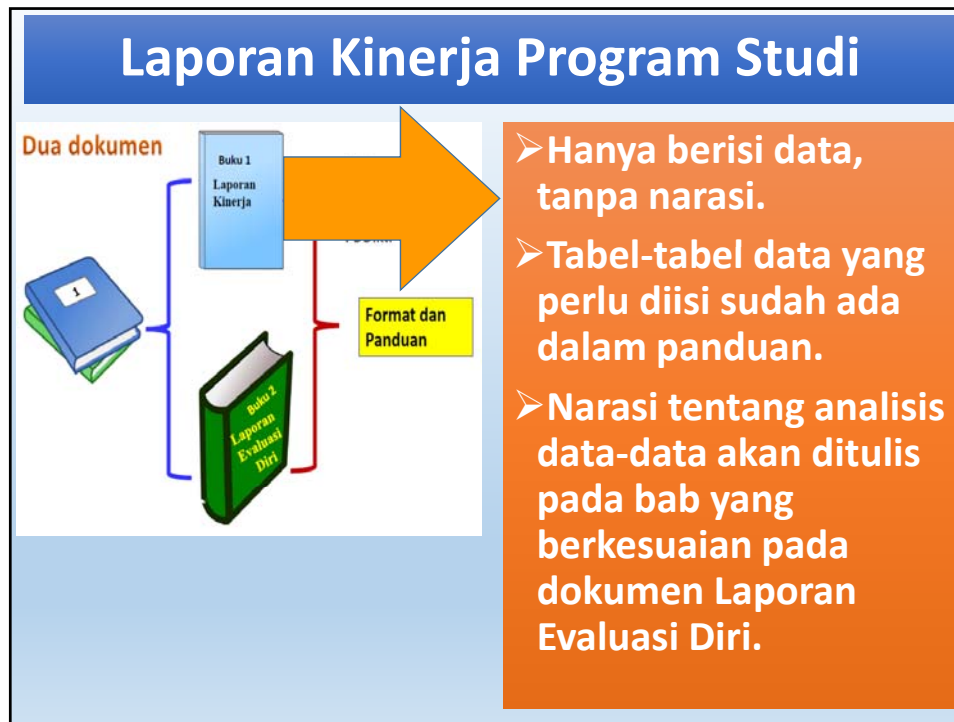 Laporan Kinerja Program Studi
Dua dokumen
Buku 1
Laporan
Kinerja
1
Format dan
Panduan
Buku 2
Laporan
Evaluasi
Diri
➢Hanya berisi data,
tanpa narasi.
➢Tabel-tabel data yang
perlu diisi sudah ada
dalam panduan.
➢Narasi tentang analisis
data-data akan ditulis
pada bab yang
berkesuaian pada
dokumen Laporan
Evaluasi Diri.